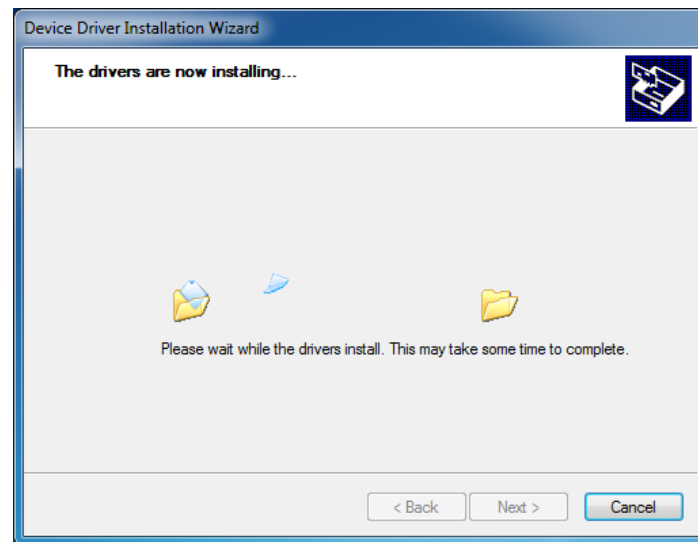 Device Driver Installation Wizard
The drivers are now installing...
Please wait while the drivers install. This may take some time to complete.
< Back
Next >
Cancel